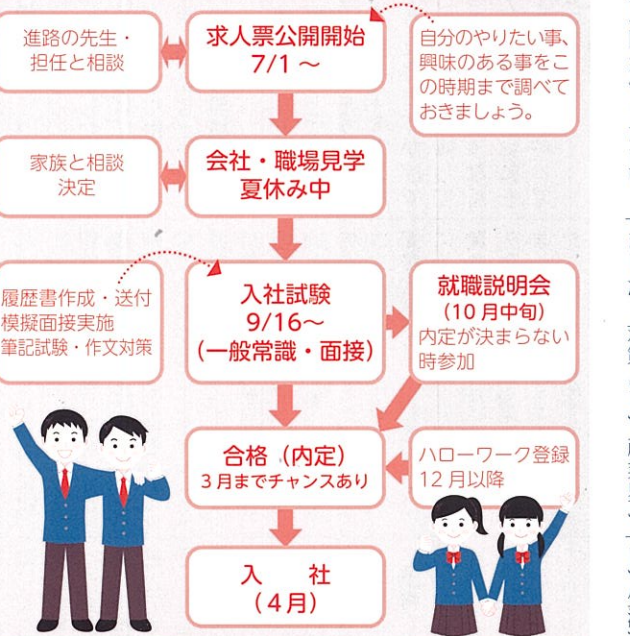 進路の先生・
担任と相談
求人票公開開始
7/1 ~
自分のやりたい事、
興味のある事をこ
の時期まで調べて
おきましょう。
家族と相談
決定
会社・職場見学
夏休み中
履歴書作成・送付
模擬面接実施
筆記試験・作文対策
入社試験
9/16~
(一般常識・面接)
就職説明会
(10月中旬)
内定が決まらない
時参加
合格(内定)
3月までチャンスあり
ハローワーク登録
12月以降
入 社
(4月)